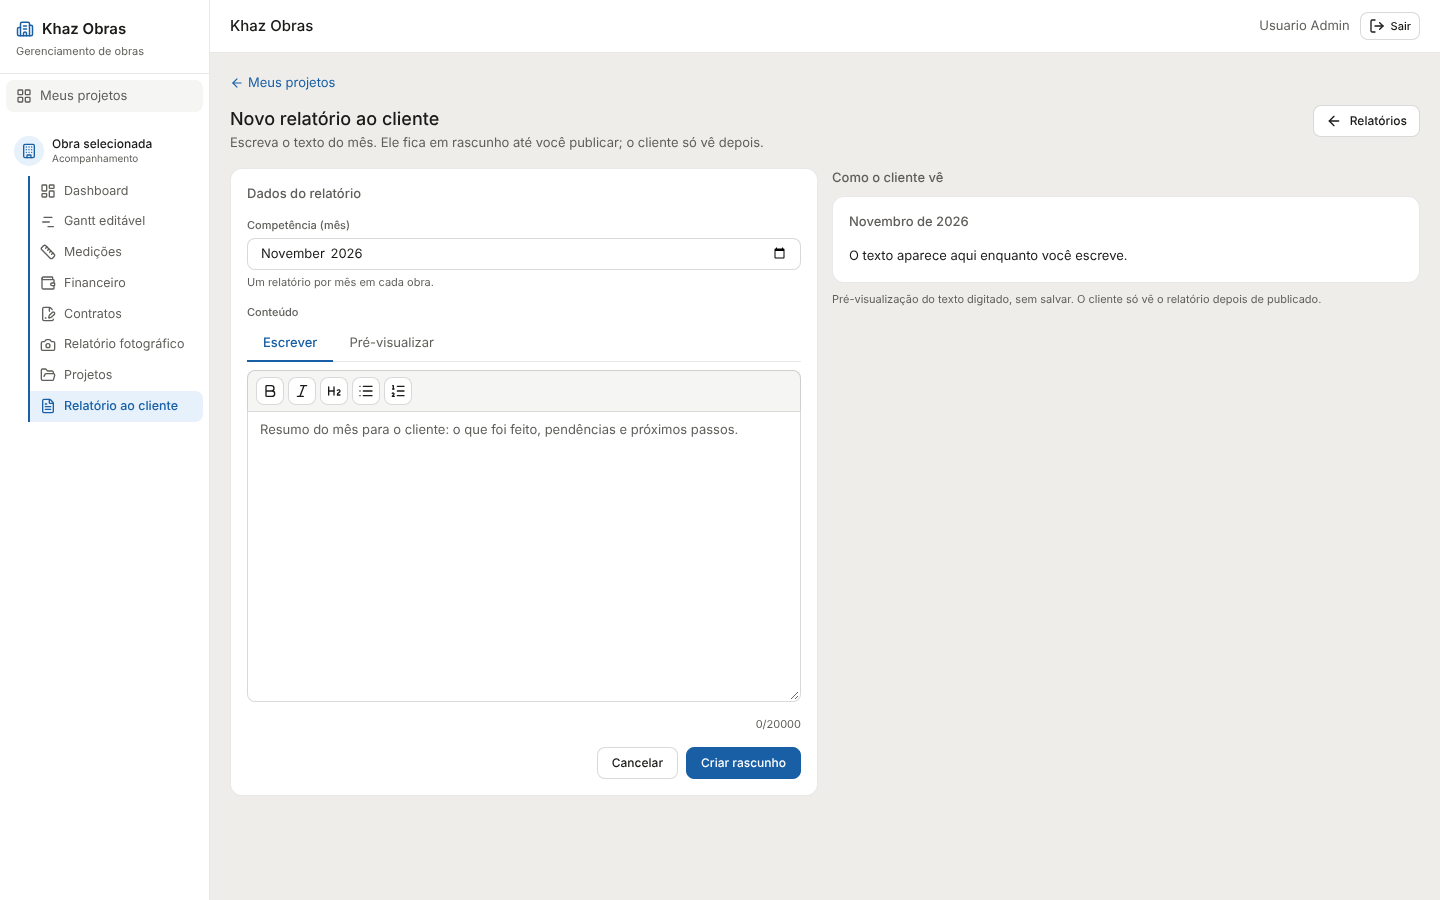 Khaz Obras
Gerenciamento de obras
Meus projetos
Obra selecionada
Acompanhamento
Dashboard
Gantt editável
Medições
Financeiro
Contratos
Relatório fotográfico
Projetos
Relatório ao cliente
Khaz Obras
Usuario Admin
Sair
Meus projetos
Novo relatório ao cliente
Escreva o texto do mês. Ele fica em rascunho até você publicar; o cliente só vê depois.
Relatórios
Dados do relatório
Competência (mês)
November 2026
Um relatório por mês em cada obra.
Conteúdo
Escrever
Pré-visualizar
H2
Resumo do mês para o cliente: o que foi feito, pendências e próximos passos.
0/20000
Cancelar
Criar rascunho
Como o cliente vê
Novembro de 2026
O texto aparece aqui enquanto você escreve.
Pré-visualização do texto digitado, sem salvar. O cliente só vê o relatório depois de publicado.